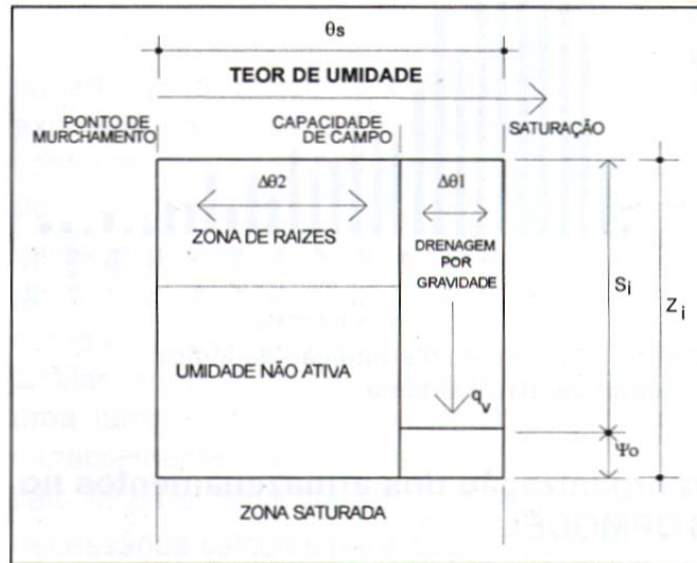 θs
TEOR DE UMIDADE
PONTO DE
MURCHAMENTO
CAPACIDADE
DE CAMPO
SATURAÇÃO
Δθ2
Δθ1
ZONA DE RAIZES
DRENAGEM
POR
GRAVIDADE
Si
Zi
UMIDADE NÃO ATIVA
qv
Ψo
ZONA SATURADA